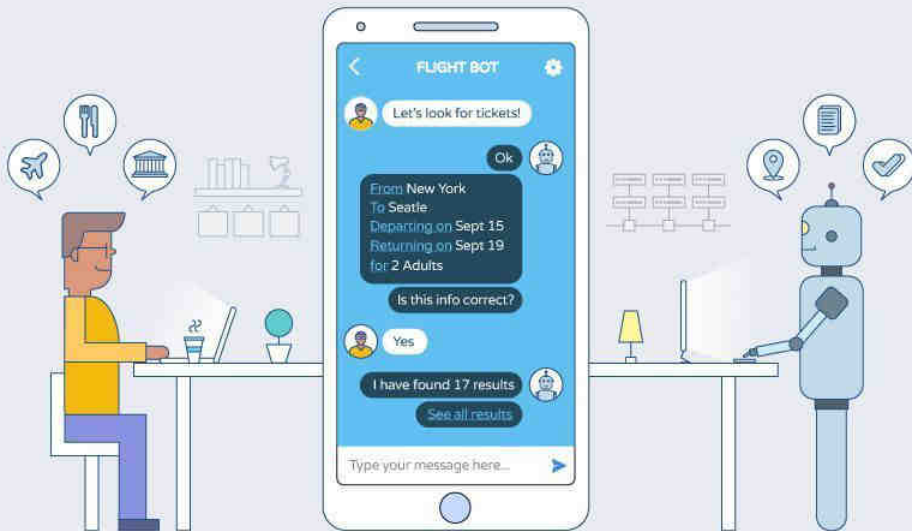 FLIGHT BOT
Let's look for tickets!
Ok
From New York
To Seatle
Departing on Sept 15
Returning on Sept 19
for 2 Adults
Is this info correct?
Yes
I have found 17 results
See all results
Type your message here...